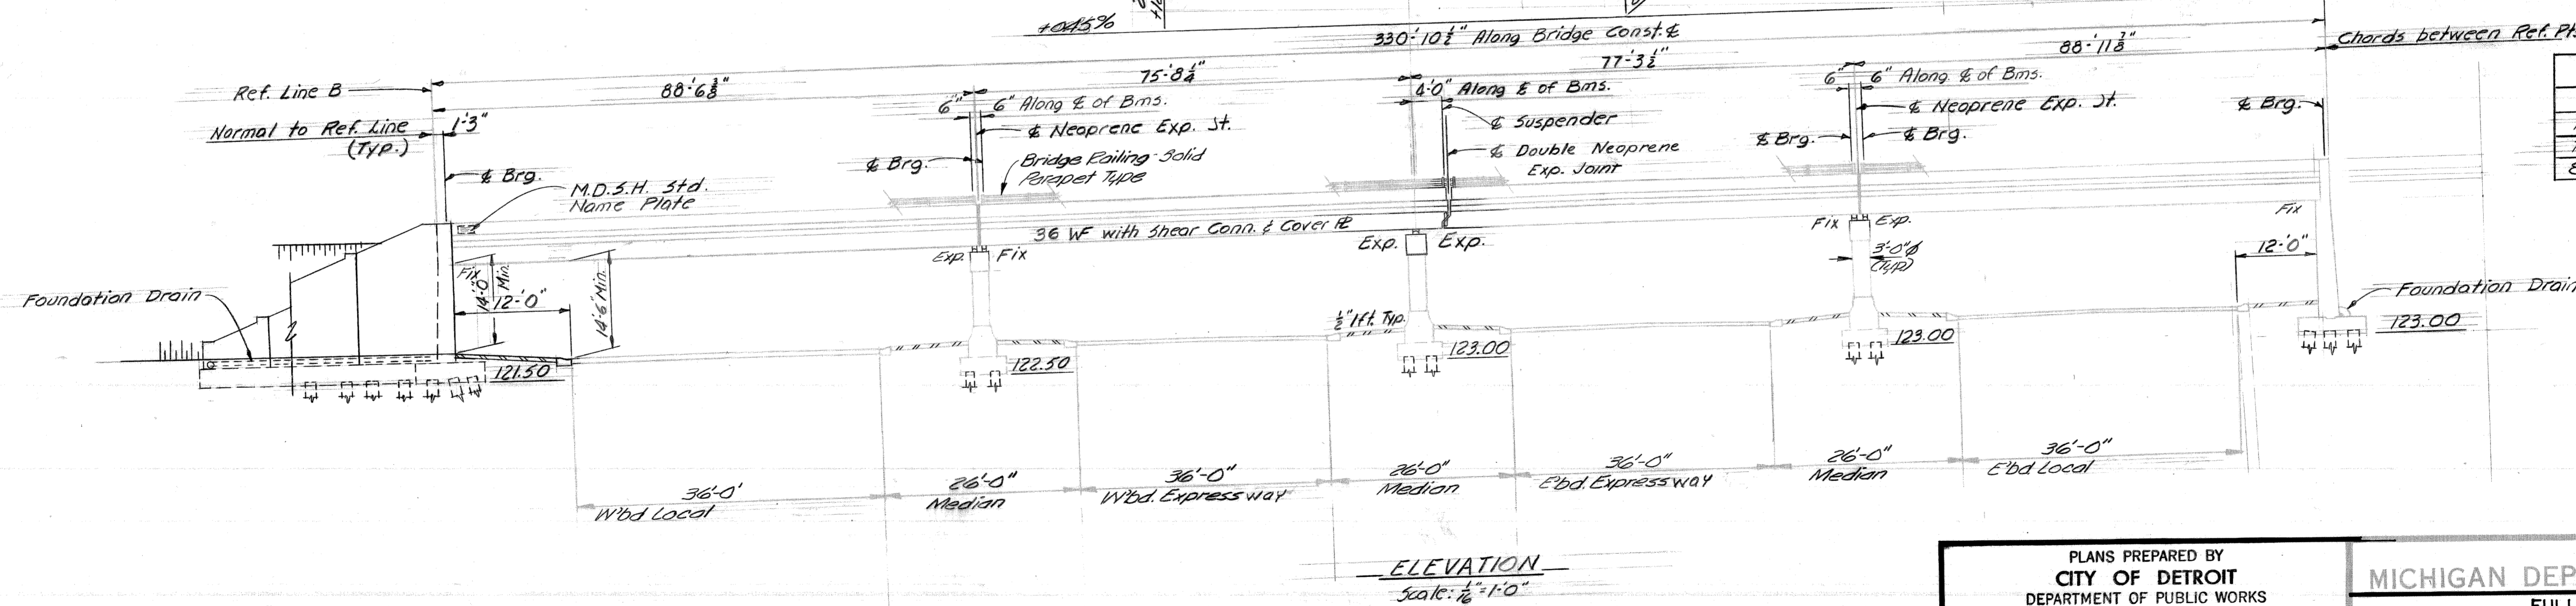 +0.45%
330'-10½" Along Bridge Const. ℄
Chords between Ref. Pt.
88'-6⅜"
75'-8¼"
77'-3½"
88'-11⅞"
Ref. Line B
Normal to Ref. Line
(Typ.)
1'-3"
℄ Brg.
M.D.S.H. Std.
Name Plate
6"
6" Along ℄ of Bms.
℄ Neoprene Exp. Jt.
℄ Brg.
Bridge Railing-Solid
Parapet Type
4'-0" Along ℄ of Bms.
℄ Suspender
℄ Double Neoprene
Exp. Joint
6"
6" Along ℄ of Bms.
℄ Neoprene Exp. Jt.
℄ Brg.
℄ Brg.
℄ Brg.
36 WF with Shear Conn. & Cover ℙL
Exp.
Fix
Exp.
Exp.
Fix
Exp.
Fix
3'-0"ϕ
(Typ)
12'-0"
Foundation Drain
Fix
14'-0"
Min.
12'-0"
14'-6" Min.
½"/ft. Typ.
Foundation Drain
121.50
122.50
123.00
123.00
123.00
36'-0'
W'bd Local
26'-0"
Median
36'-0"
W'bd. Expressway
26'-0"
Median
36'-0"
E'bd. Expressway
26'-0"
Median
36'-0"
E'bd Local
ELEVATION
Scale: 1/16"=1'-0"
PLANS PREPARED BY
CITY OF DETROIT
DEPARTMENT OF PUBLIC WORKS
MICHIGAN DEP